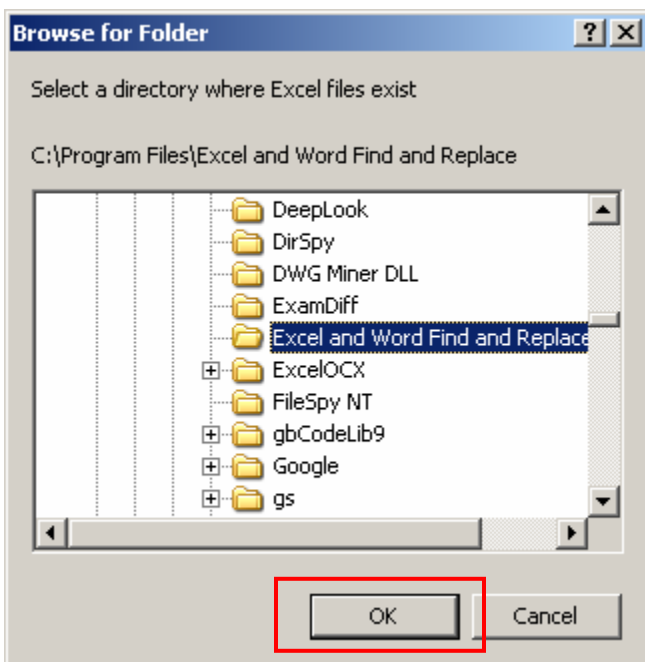 Browse for Folder
Select a directory where Excel files exist
C:\Program Files\Excel and Word Find and Replace
DeepLook
DirSpy
DWG Miner DLL
ExamDiff
Excel and Word Find and Replace
ExcelOCX
FileSpy NT
gbCodeLib9
Google
gs
OK Cancel